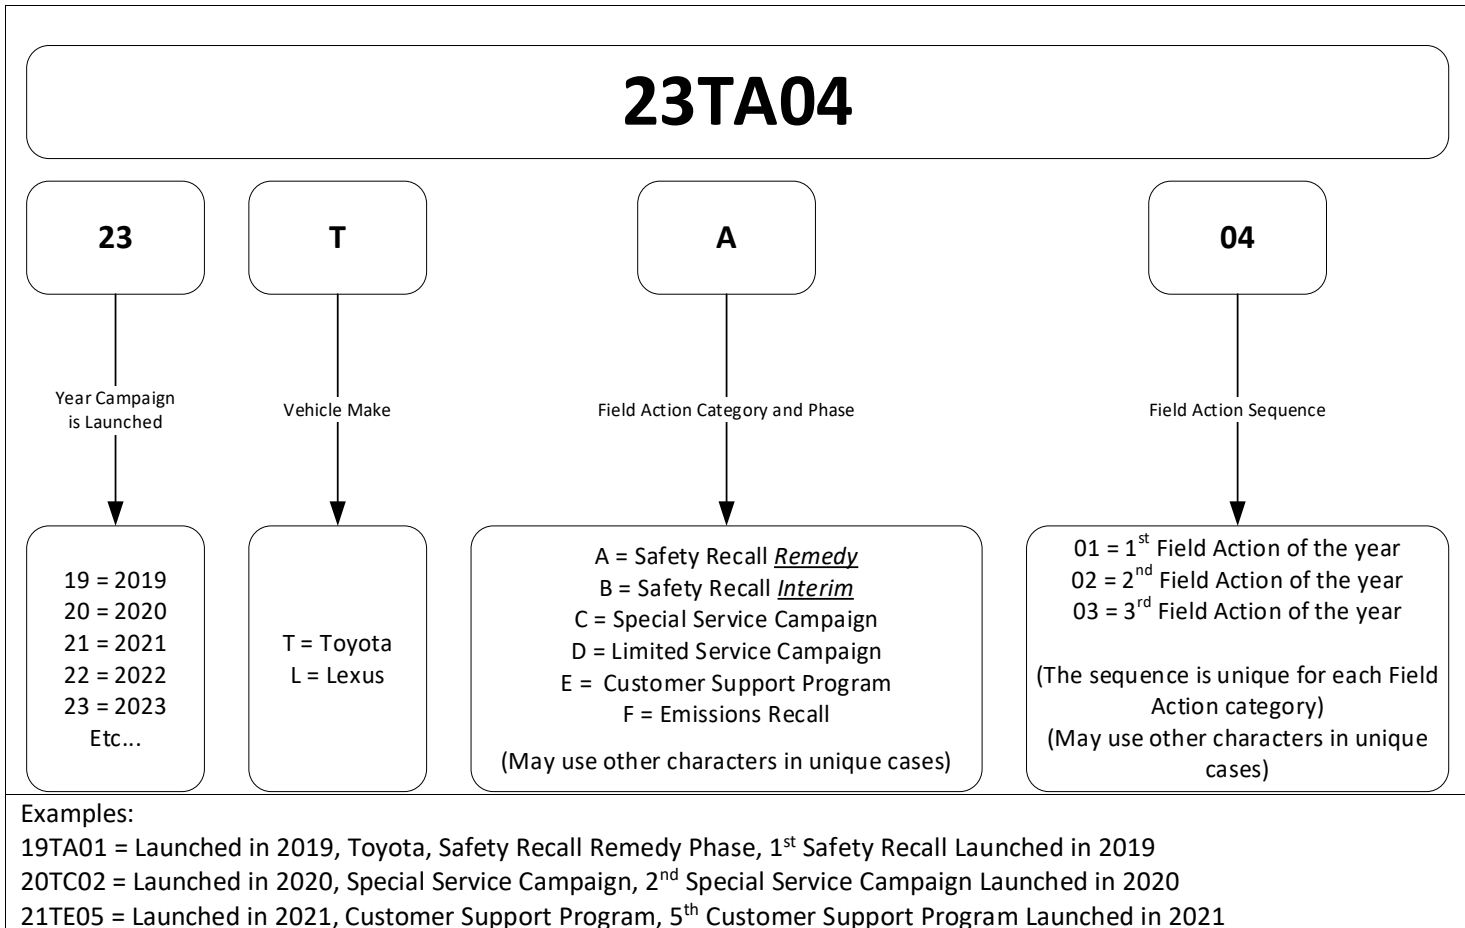 23TA04
23
T
A
04
Year Campaign
is Launched
Vehicle Make
Field Action Category and Phase
Field Action Sequence
19 = 2019
20 = 2020
21 = 2021
22 = 2022
23 = 2023
Etc...
T = Toyota
L = Lexus
A = Safety Recall Remedy
B = Safety Recall Interim
C = Special Service Campaign
D = Limited Service Campaign
E = Customer Support Program
F = Emissions Recall
(May use other characters in unique cases)
01 = 1st Field Action of the year
02 = 2nd Field Action of the year
03 = 3rd Field Action of the year
(The sequence is unique for each Field
Action category)
(May use other characters in unique
cases)
Examples:
19TA01 = Launched in 2019, Toyota, Safety Recall Remedy Phase, 1st Safety Recall Launched in 2019
20TC02 = Launched in 2020, Special Service Campaign, 2nd Special Service Campaign Launched in 2020
21TE05 = Launched in 2021, Customer Support Program, 5th Customer Support Program Launched in 2021